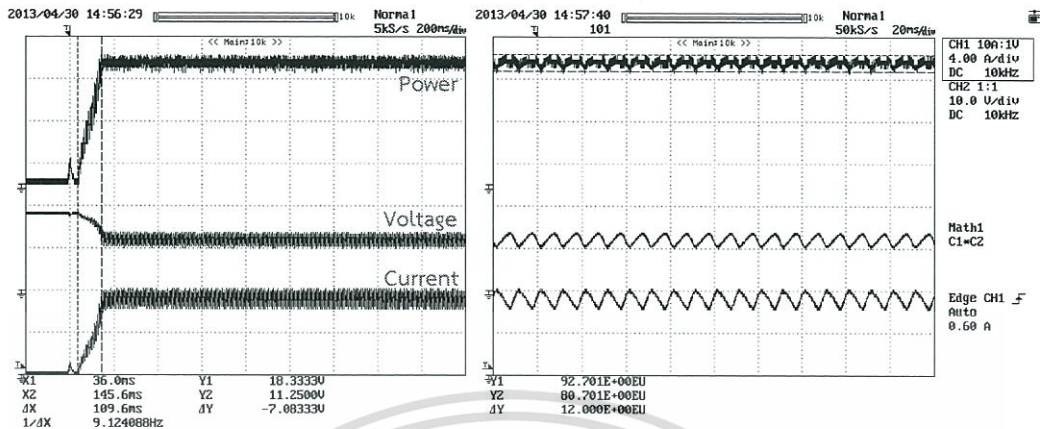 2013/04/30 14:56:29
10k
Normal
5kS/s 200ms/div
<< Main:10k >>
Power
Voltage
Current
X1 36.0ms Y1 18.3333V
X2 145.6ms Y2 11.2500V
ΔX 109.6ms ΔY -7.08333V
1/ΔX 9.124088Hz
2013/04/30 14:57:40
10k
Normal
101
50kS/s 20ms/div
<< Main:10k >>
CH1 10A:1V
4.00 A/div
DC 10kHz
CH2 1:1
10.0 V/div
DC 10kHz
Math1
C1*C2
Edge CH1
Auto
0.60 A
Y1 92.701E+00EU
Y2 80.701E+00EU
ΔY 12.000E+00EU